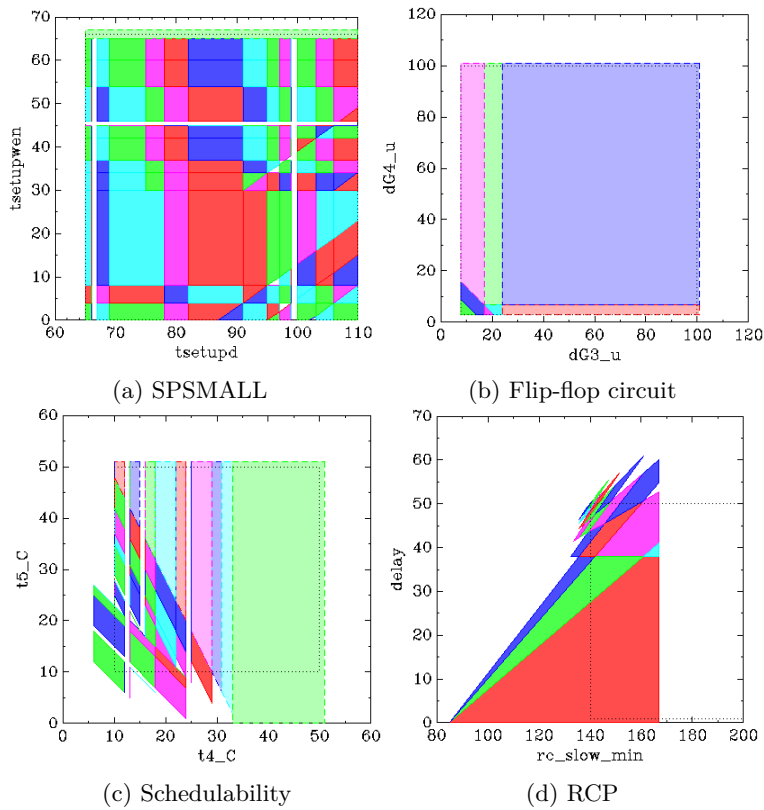 70
60
50
40
30
20
10
0
tsetupwen
60 70 80 90 100 110
tsetupd
(a) SPSMALL
120
100
80
60
40
20
0
dG4_u
0 20 40 60 80 100 120
dG3_u
(b) Flip-flop circuit
60
50
40
30
20
10
0
t5_C
0 10 20 30 40 50 60
t4_C
(c) Schedulability
70
60
50
40
30
20
10
0
delay
80 100 120 140 160 180 200
rc_slow_min
(d) RCP